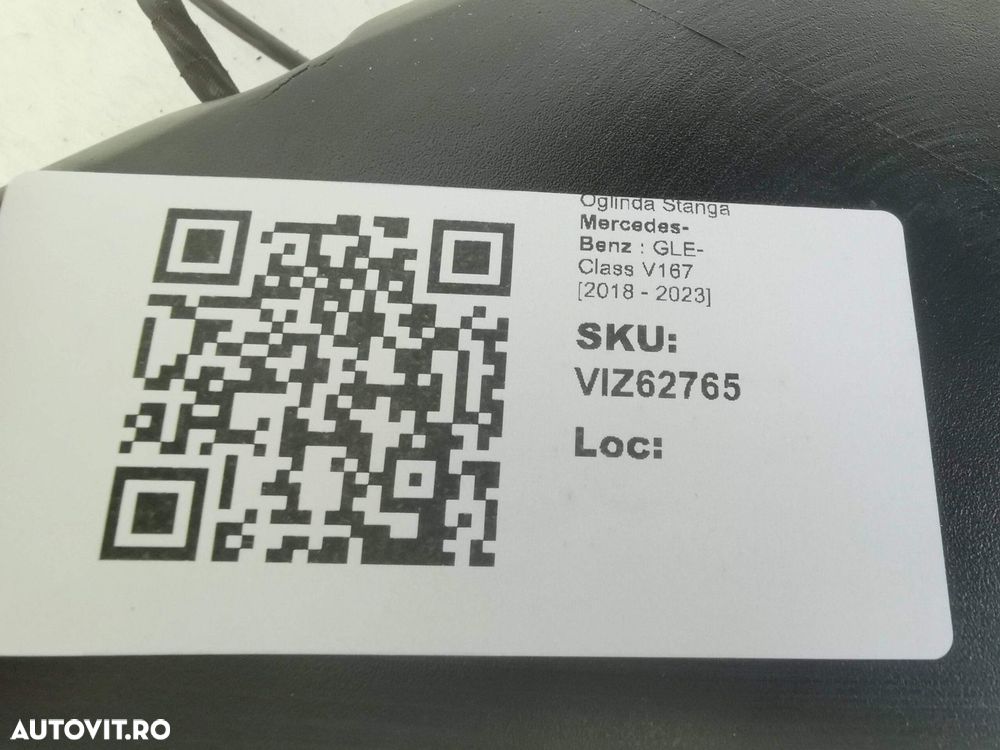 Oglinda Stanga
Mercedes-
Benz : GLE-
Class V167
[2018 - 2023]
SKU:
VIZ62765
Loc:
AUTOVIT.RO